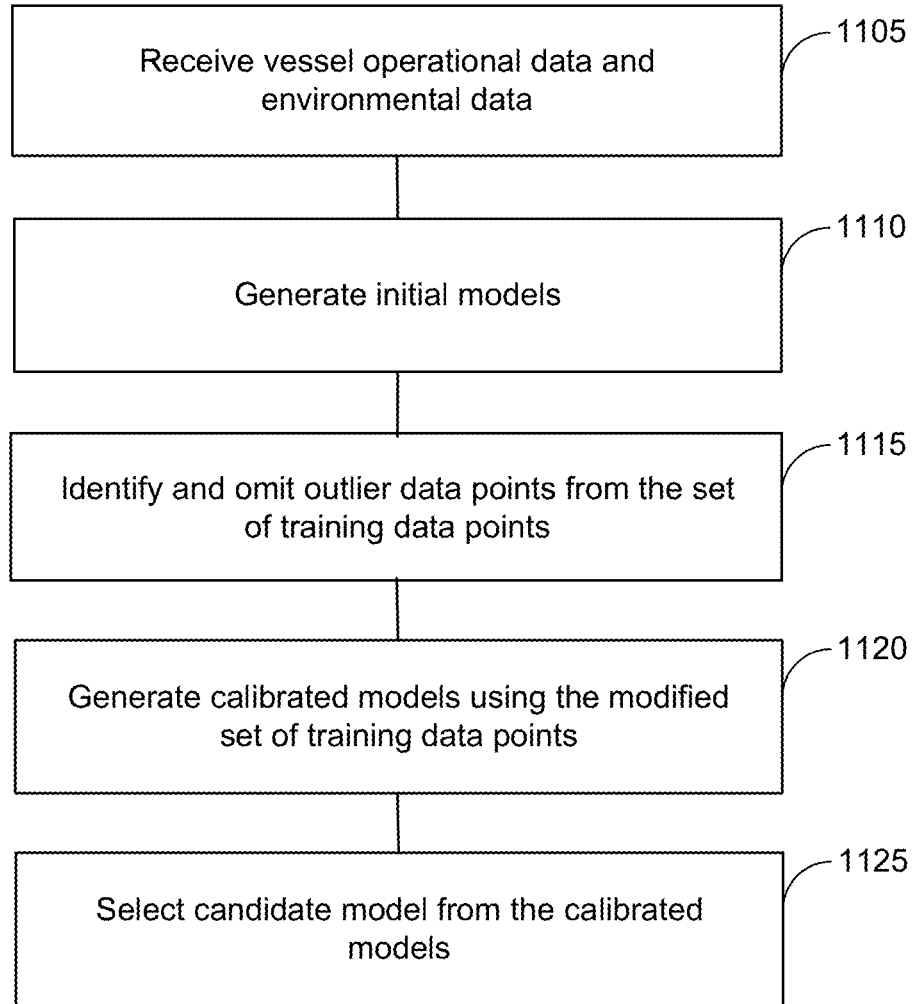 1105
Receive vessel operational data and
environmental data
1110
Generate initial models
1115
Identify and omit outlier data points from the set
of training data points
1120
Generate calibrated models using the modified
set of training data points
1125
Select candidate model from the calibrated
models